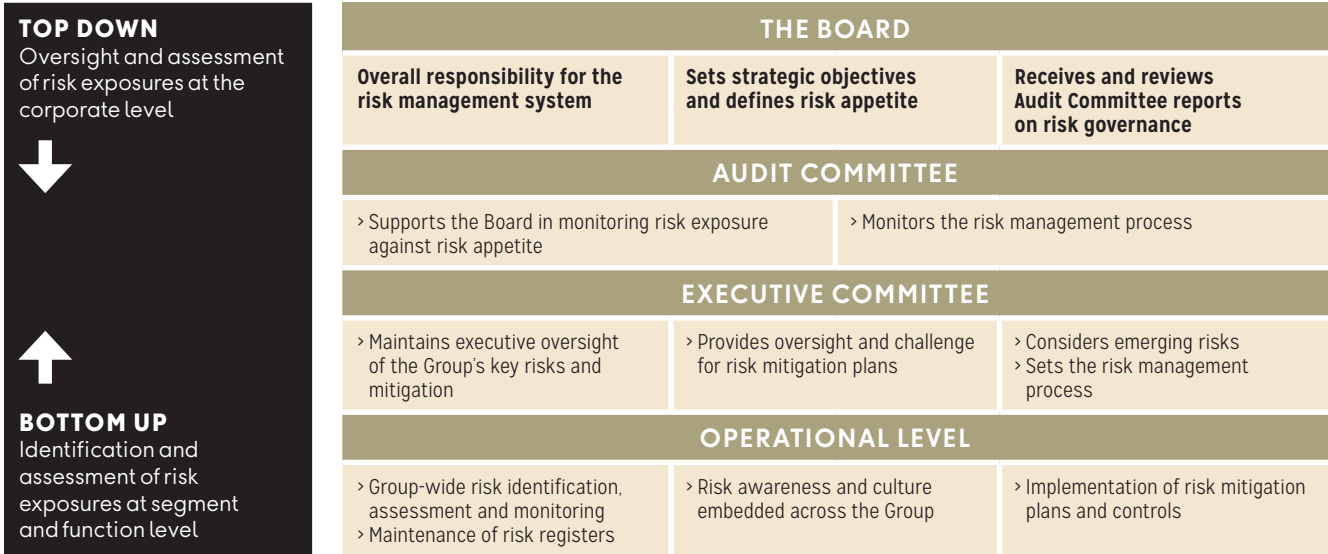 TOP DOWN
Oversight and assessment
of risk exposures at the
corporate level
BOTTOM UP
Identification and
assessment of risk
exposures at segment
and function level
THE BOARD
Overall responsibility for the
risk management system
Sets strategic objectives
and defines risk appetite
Receives and reviews
Audit Committee reports
on risk governance
AUDIT COMMITTEE
> Supports the Board in monitoring risk exposure
against risk appetite
> Monitors the risk management process
EXECUTIVE COMMITTEE
> Maintains executive oversight
of the Group's key risks and
mitigation
> Provides oversight and challenge
for risk mitigation plans
> Considers emerging risks
> Sets the risk management
process
OPERATIONAL LEVEL
> Group-wide risk identification,
assessment and monitoring
> Maintenance of risk registers
> Risk awareness and culture
embedded across the Group
> Implementation of risk mitigation
plans and controls